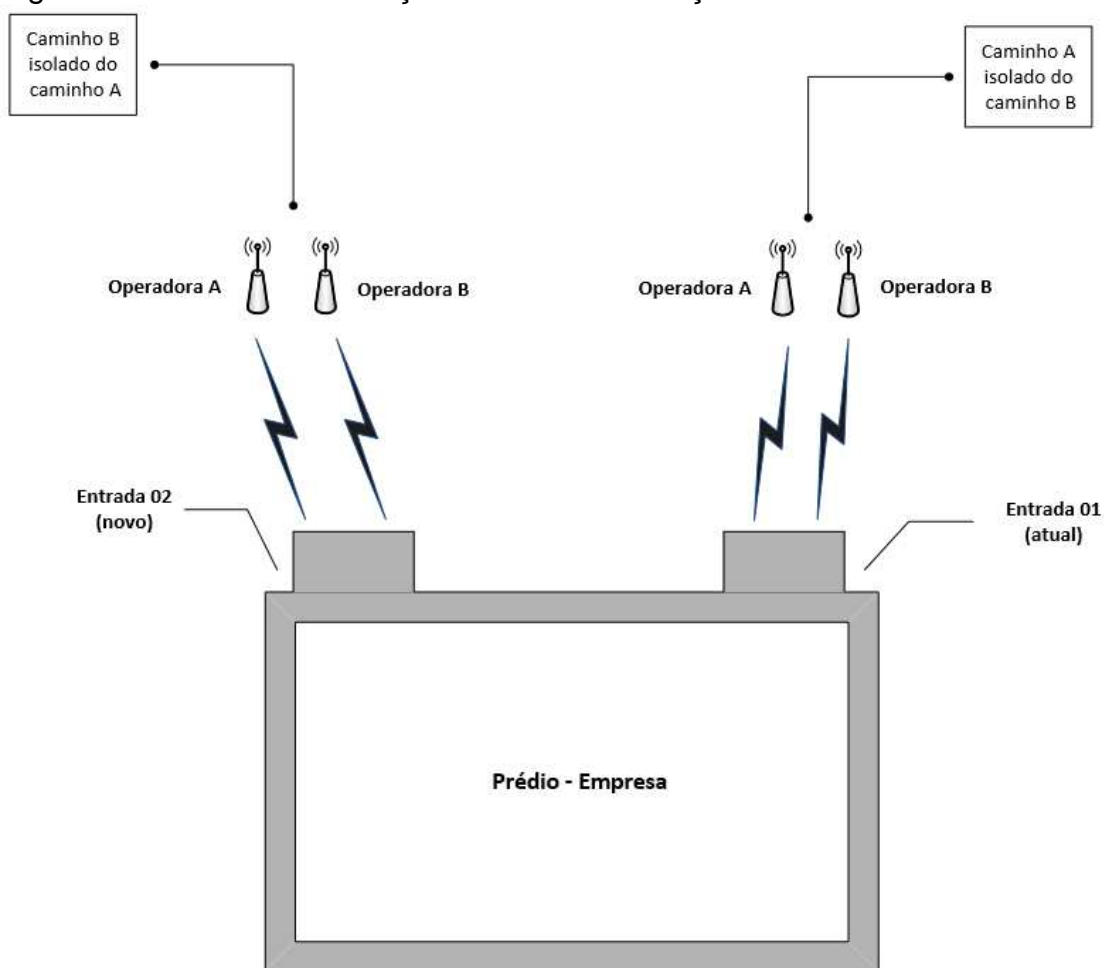 Caminho B
isolado do
caminho A
Caminho A
isolado do
caminho B
Operadora A
Operadora B
Operadora A
Operadora B
Entrada 02
(novo)
Entrada 01
(atual)
Prédio - Empresa